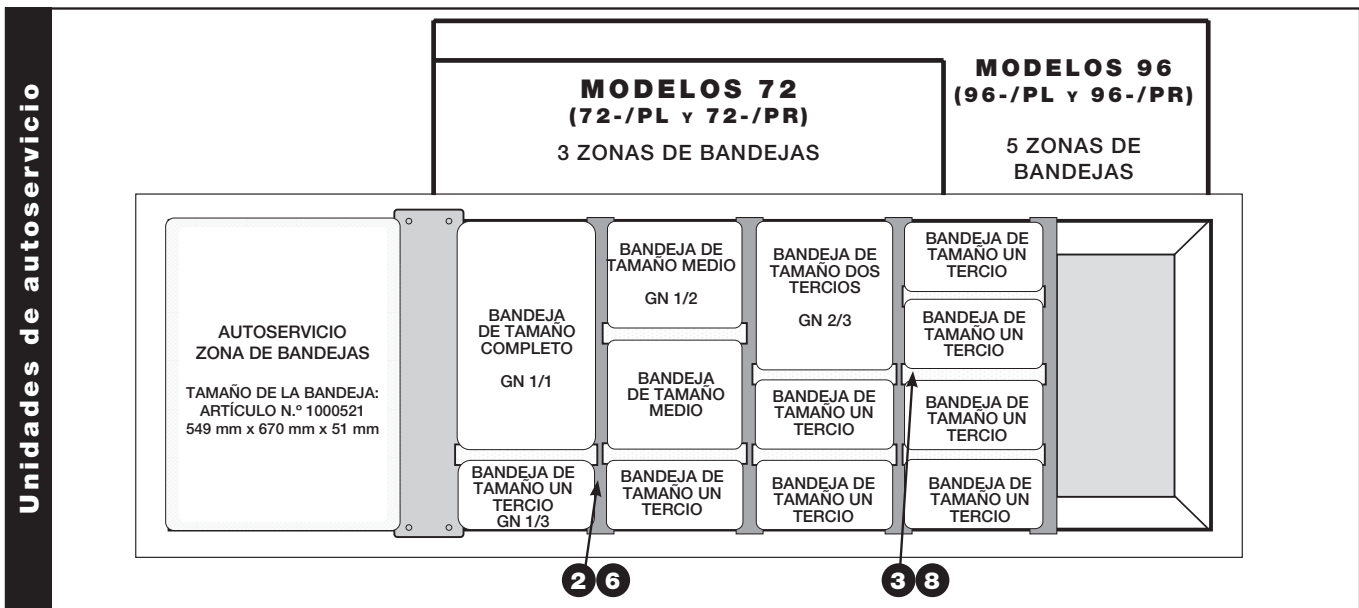 Unidades de autoservicio
MODELOS 72
(72-/PL Y 72-/PR)
3 ZONAS DE BANDEJAS
MODELOS 96
(96-/PL Y 96-/PR)
5 ZONAS DE
BANDEJAS
AUTOSERVICIO
ZONA DE BANDEJAS
TAMAÑO DE LA BANDEJA:
ARTÍCULO N.º 1000521
549 mm x 670 mm x 51 mm
BANDEJA
DE TAMAÑO
COMPLETO
GN 1/1
BANDEJA DE
TAMAÑO UN
TERCIO
GN 1/3
BANDEJA DE
TAMAÑO MEDIO
GN 1/2
BANDEJA
DE TAMAÑO
MEDIO
BANDEJA DE
TAMAÑO UN
TERCIO
BANDEJA DE
TAMAÑO DOS
TERCIOS
GN 2/3
BANDEJA DE
TAMAÑO UN
TERCIO
BANDEJA DE
TAMAÑO UN
TERCIO
BANDEJA DE
TAMAÑO UN
TERCIO
BANDEJA DE
TAMAÑO UN
TERCIO
BANDEJA DE
TAMAÑO UN
TERCIO
BANDEJA DE
TAMAÑO UN
TERCIO
2 6
3 8